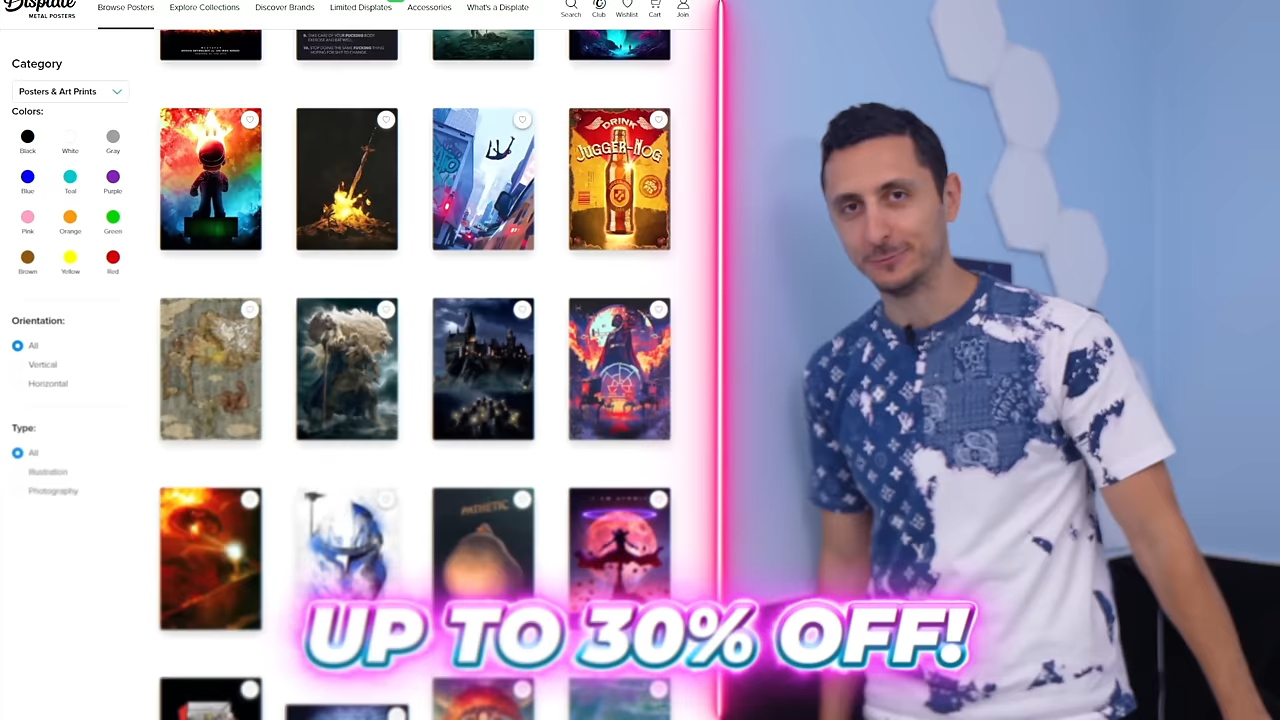 Displate
METAL POSTERS
Browse Posters
Explore Collections
Discover Brands
Limited Displates
Accessories
What's a Displate
Search
Club
Wishlist
Cart
Join
Category
Posters & Art Prints
Colors:
Black
White
Gray
Blue
Teal
Purple
Pink
Orange
Green
Brown
Yellow
Red
Orientation:
All
Vertical
Horizontal
Type:
All
Illustration
Photography
DRINK
JUGGER-NOG
PATHETIC
UP TO 30% OFF!